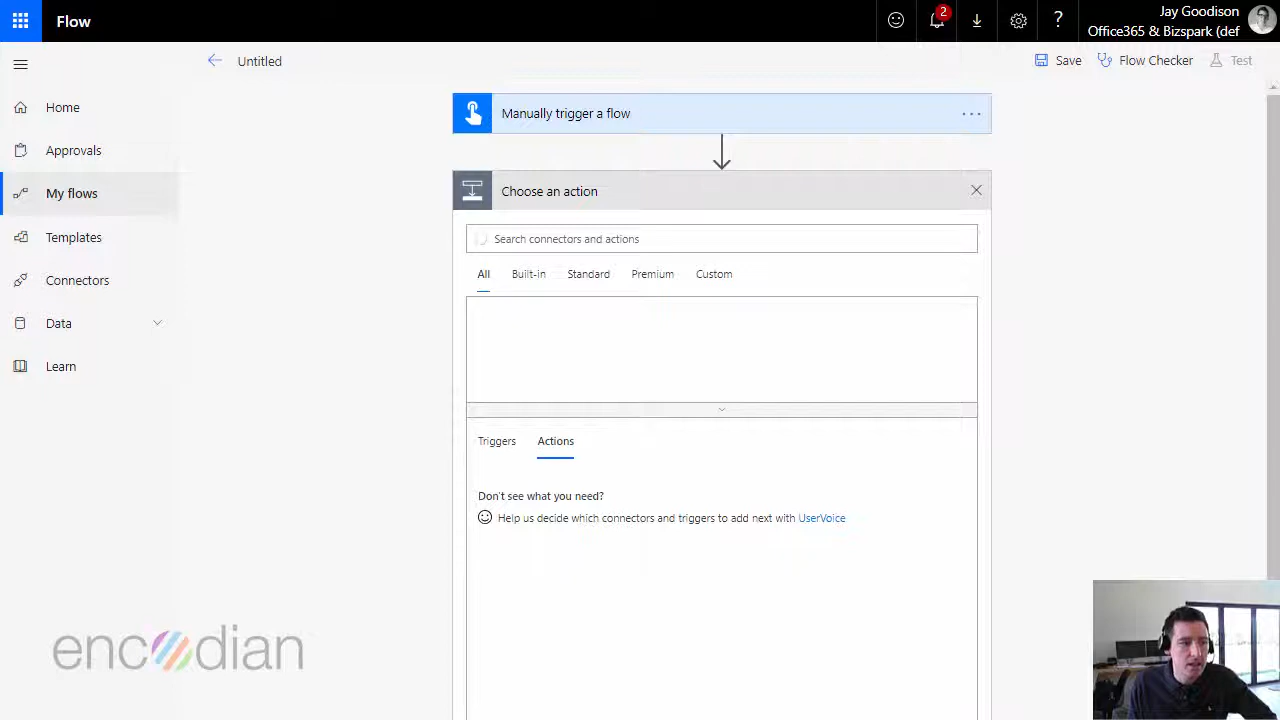 Flow
2
?
Jay Goodison
Office365 & Bizspark (def
Untitled
Save
Flow Checker
Test
Home
Approvals
My flows
Templates
Connectors
Data
Learn
Manually trigger a flow
...
Choose an action
Search connectors and actions
All
Built-in
Standard
Premium
Custom
Triggers
Actions
Don't see what you need?
Help us decide which connectors and triggers to add next with UserVoice
encodian